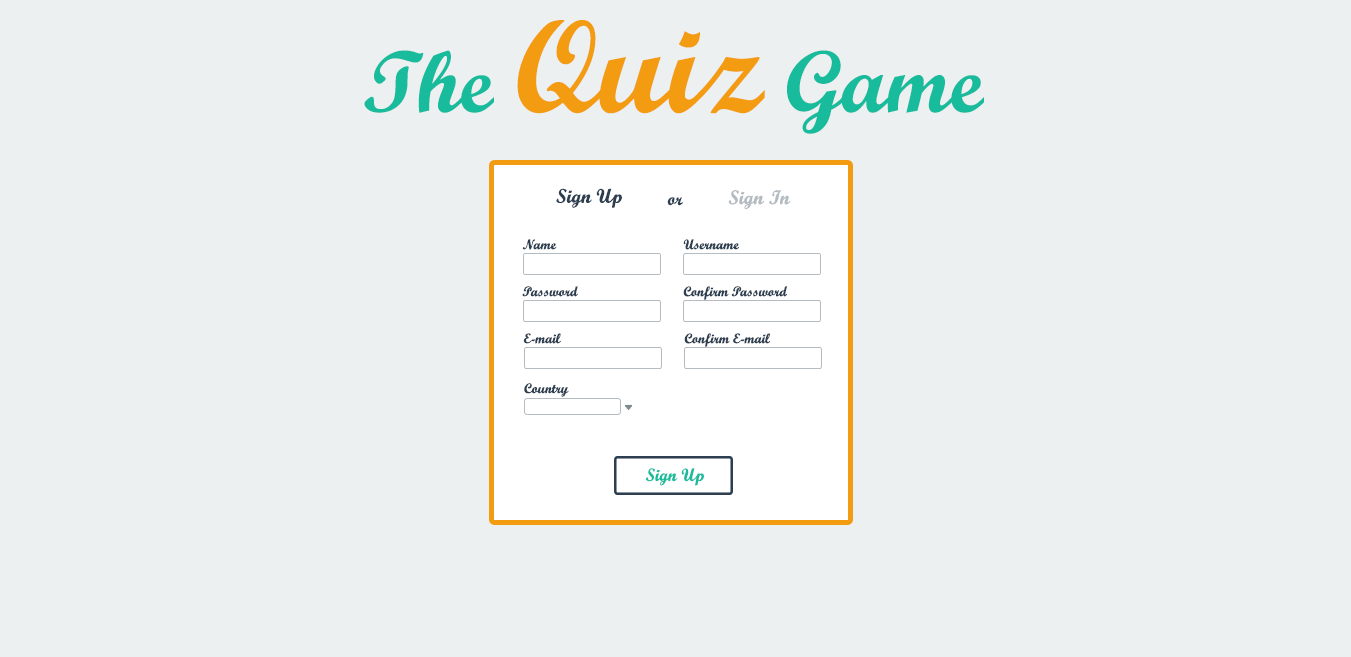 The Quiz Game
Sign Up or Sign In
Name Username
Password Confirm Password
E-mail Confirm E-mail
Country
Sign Up